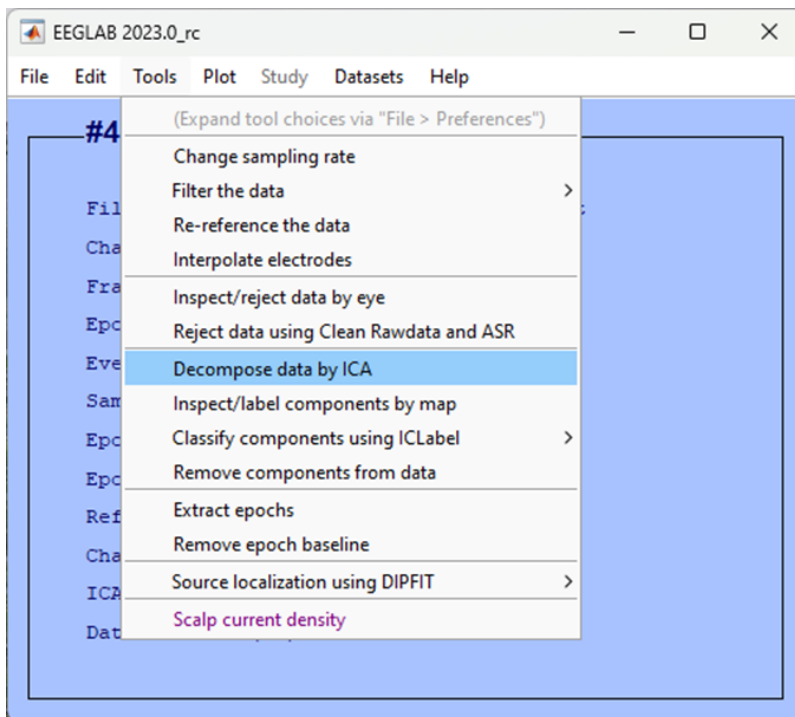 EEGLAB 2023.0_rc
File Edit Tools Plot Study Datasets Help
#4
(Expand tool choices via "File > Preferences")
Change sampling rate
Filter the data
Re-reference the data
Interpolate electrodes
Inspect/reject data by eye
Reject data using Clean Rawdata and ASR
Decompose data by ICA
Inspect/label components by map
Classify components using ICLabel
Remove components from data
Extract epochs
Remove epoch baseline
Source localization using DIPFIT
Scalp current density
Fil
Cha
Fra
Epo
Eve
Sam
Epo
Epo
Ref
Cha
ICA
Dat